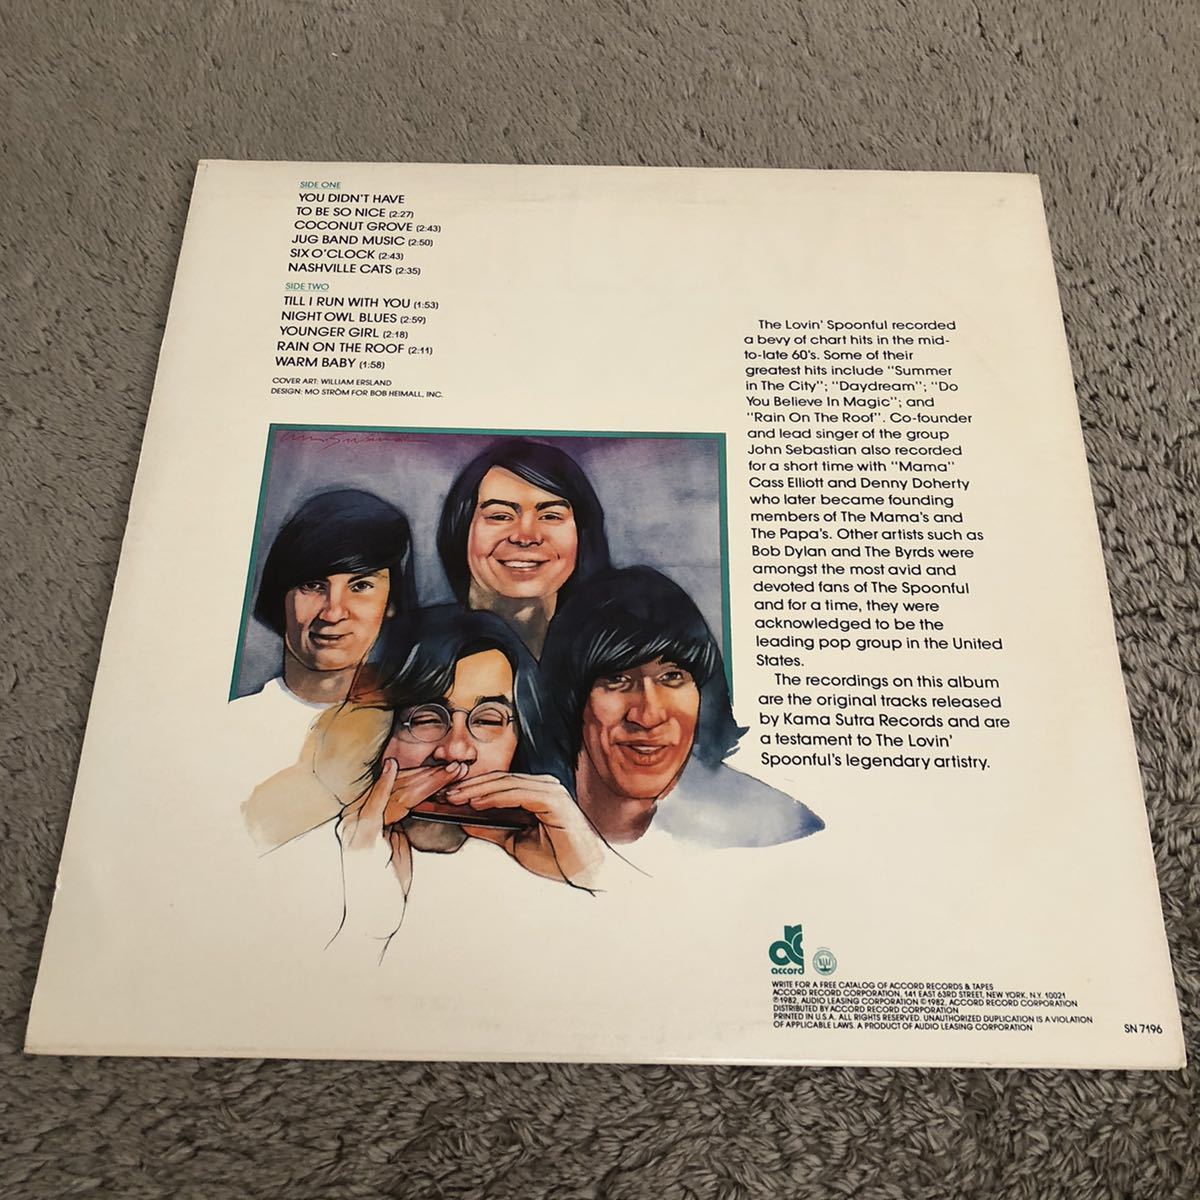 SIDE ONE
YOU DIDN'T HAVE
TO BE SO NICE (2:27)
COCONUT GROVE (2:43)
JUG BAND MUSIC (2:50)
SIX O'CLOCK (2:43)
NASHVILLE CATS (2:35)
SIDE TWO
TILL I RUN WITH YOU (1:53)
NIGHT OWL BLUES (2:59)
YOUNGER GIRL (2:18)
RAIN ON THE ROOF (2:11)
WARM BABY (1:58)
COVER ART: WILLIAM ERSLAND
DESIGN: MO STRÖM FOR BOB HEIMALL, INC.
The Lovin' Spoonful recorded
a bevy of chart hits in the mid-
to-late 60's. Some of their
greatest hits include "Summer
in The City"; "Daydream"; "Do
You Believe In Magic"; and
"Rain On The Roof". Co-founder
and lead singer of the group
John Sebastian also recorded
for a short time with "Mama"
Cass Elliott and Denny Doherty
who later became founding
members of The Mama's and
The Papa's. Other artists such as
Bob Dylan and The Byrds were
amongst the most avid and
devoted fans of The Spoonful
and for a time, they were
acknowledged to be the
leading pop group in the United
States.
The recordings on this album
are the original tracks released
by Kama Sutra Records and are
a testament to The Lovin'
Spoonful's legendary artistry.
accord
WRITE FOR A FREE CATALOG OF ACCORD RECORDS & TAPES
ACCORD RECORD CORPORATION, 141 EAST 63RD STREET, NEW YORK, N.Y. 10021
℗1982, AUDIO LEASING CORPORATION ©1982, ACCORD RECORD CORPORATION
DISTRIBUTED BY ACCORD RECORD CORPORATION
PRINTED IN U.S.A. ALL RIGHTS RESERVED. UNAUTHORIZED DUPLICATION IS A VIOLATION
OF APPLICABLE LAWS. A PRODUCT OF AUDIO LEASING CORPORATION
SN 7196